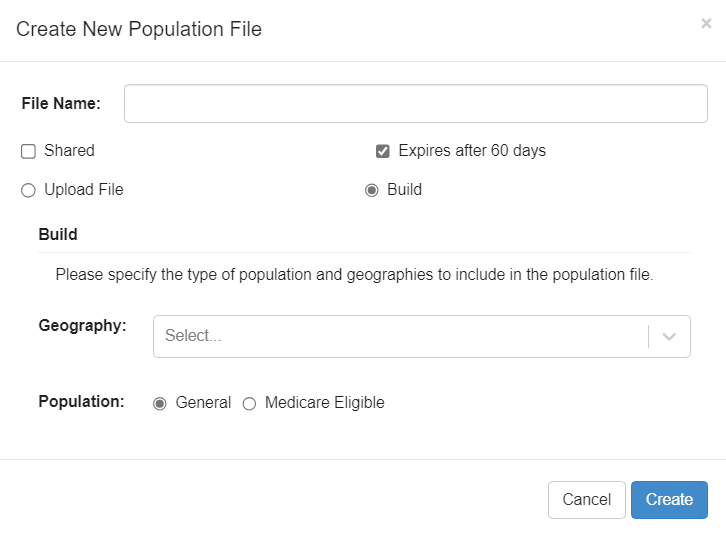 Create New Population File ×
File Name:
Shared Expires after 60 days
Upload File Build
Build
Please specify the type of population and geographies to include in the population file.
Geography: Select...
Population: General Medicare Eligible
Cancel Create